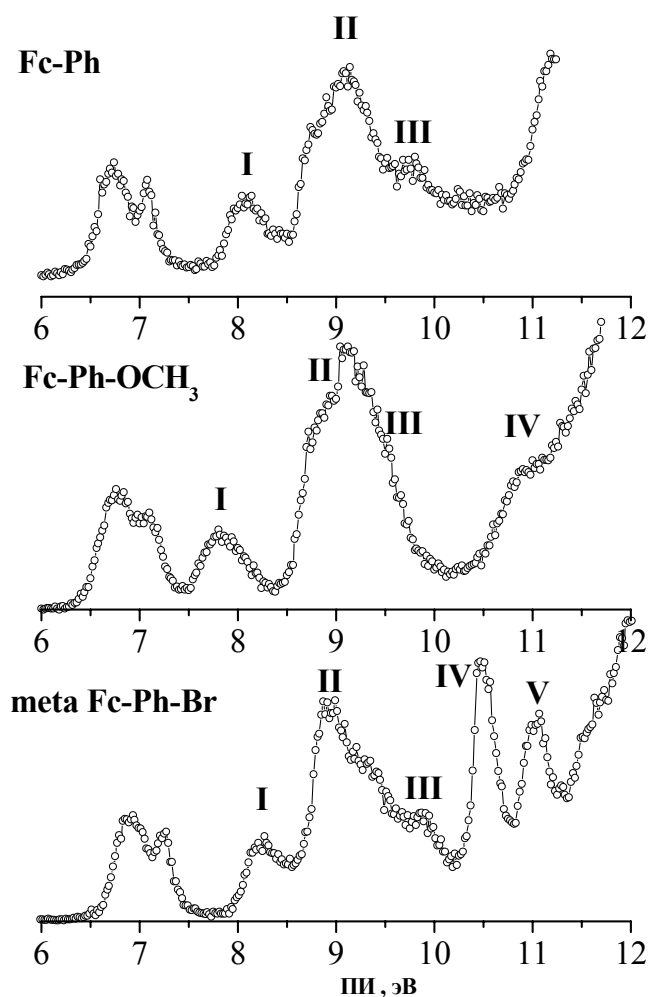 II
Fc-Ph
III
I
6 7 8 9 10 11 12
Fc-Ph-OCH₃
II
III
IV
I
6 7 8 9 10 11 12
meta Fc-Ph-Br
II
IV
V
III
I
6 7 8 9 10 11 12
ПИ , эВ